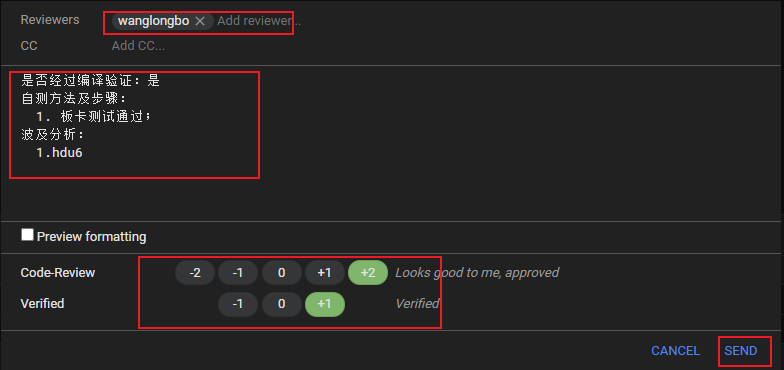 Reviewers wanglongbo Add reviewer...
CC Add CC...
是否经过编译验证：是
自测方法及步骤：
1. 板卡测试通过；
波及分析：
1.hdu6
Preview formatting
Code-Review -2 -1 0 +1 +2 Looks good to me, approved
Verified -1 0 +1 Verified
CANCEL SEND